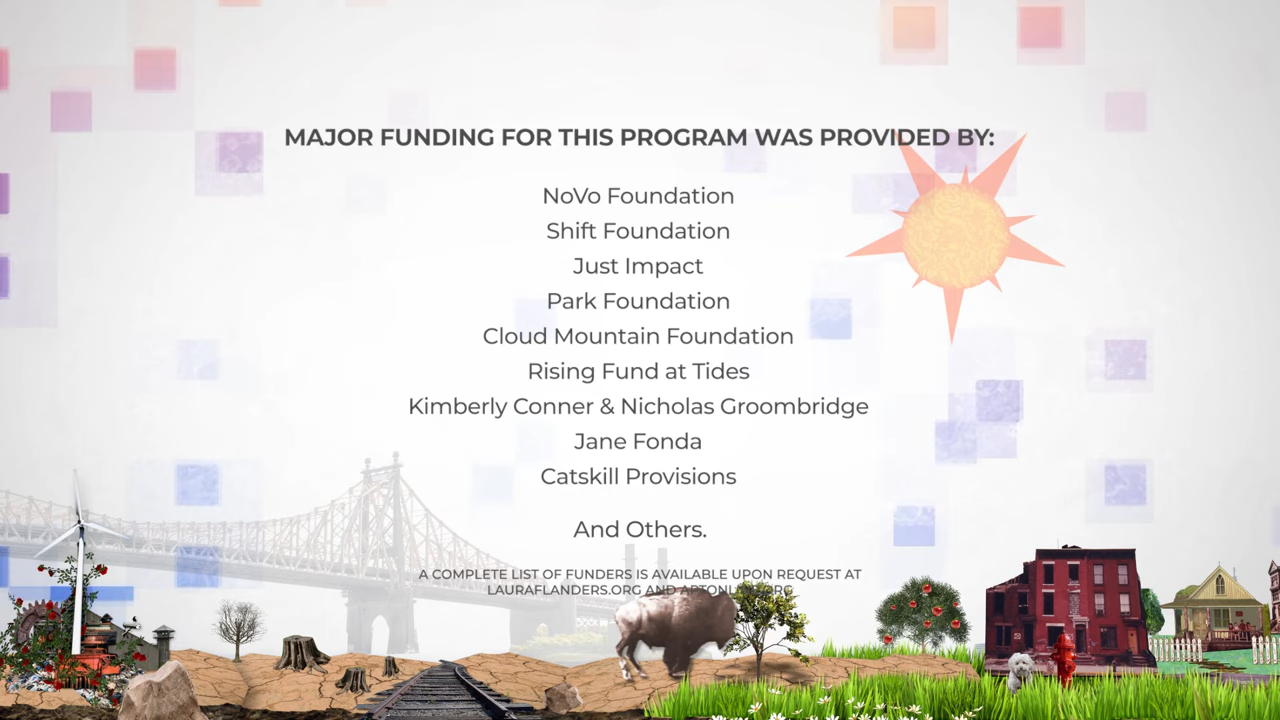 MAJOR FUNDING FOR THIS PROGRAM WAS PROVIDED BY:
NoVo Foundation
Shift Foundation
Just Impact
Park Foundation
Cloud Mountain Foundation
Rising Fund at Tides
Kimberly Conner & Nicholas Groombridge
Jane Fonda
Catskill Provisions
And Others.
A COMPLETE LIST OF FUNDERS IS AVAILABLE UPON REQUEST AT
LAURAFLANDERS.ORG AND